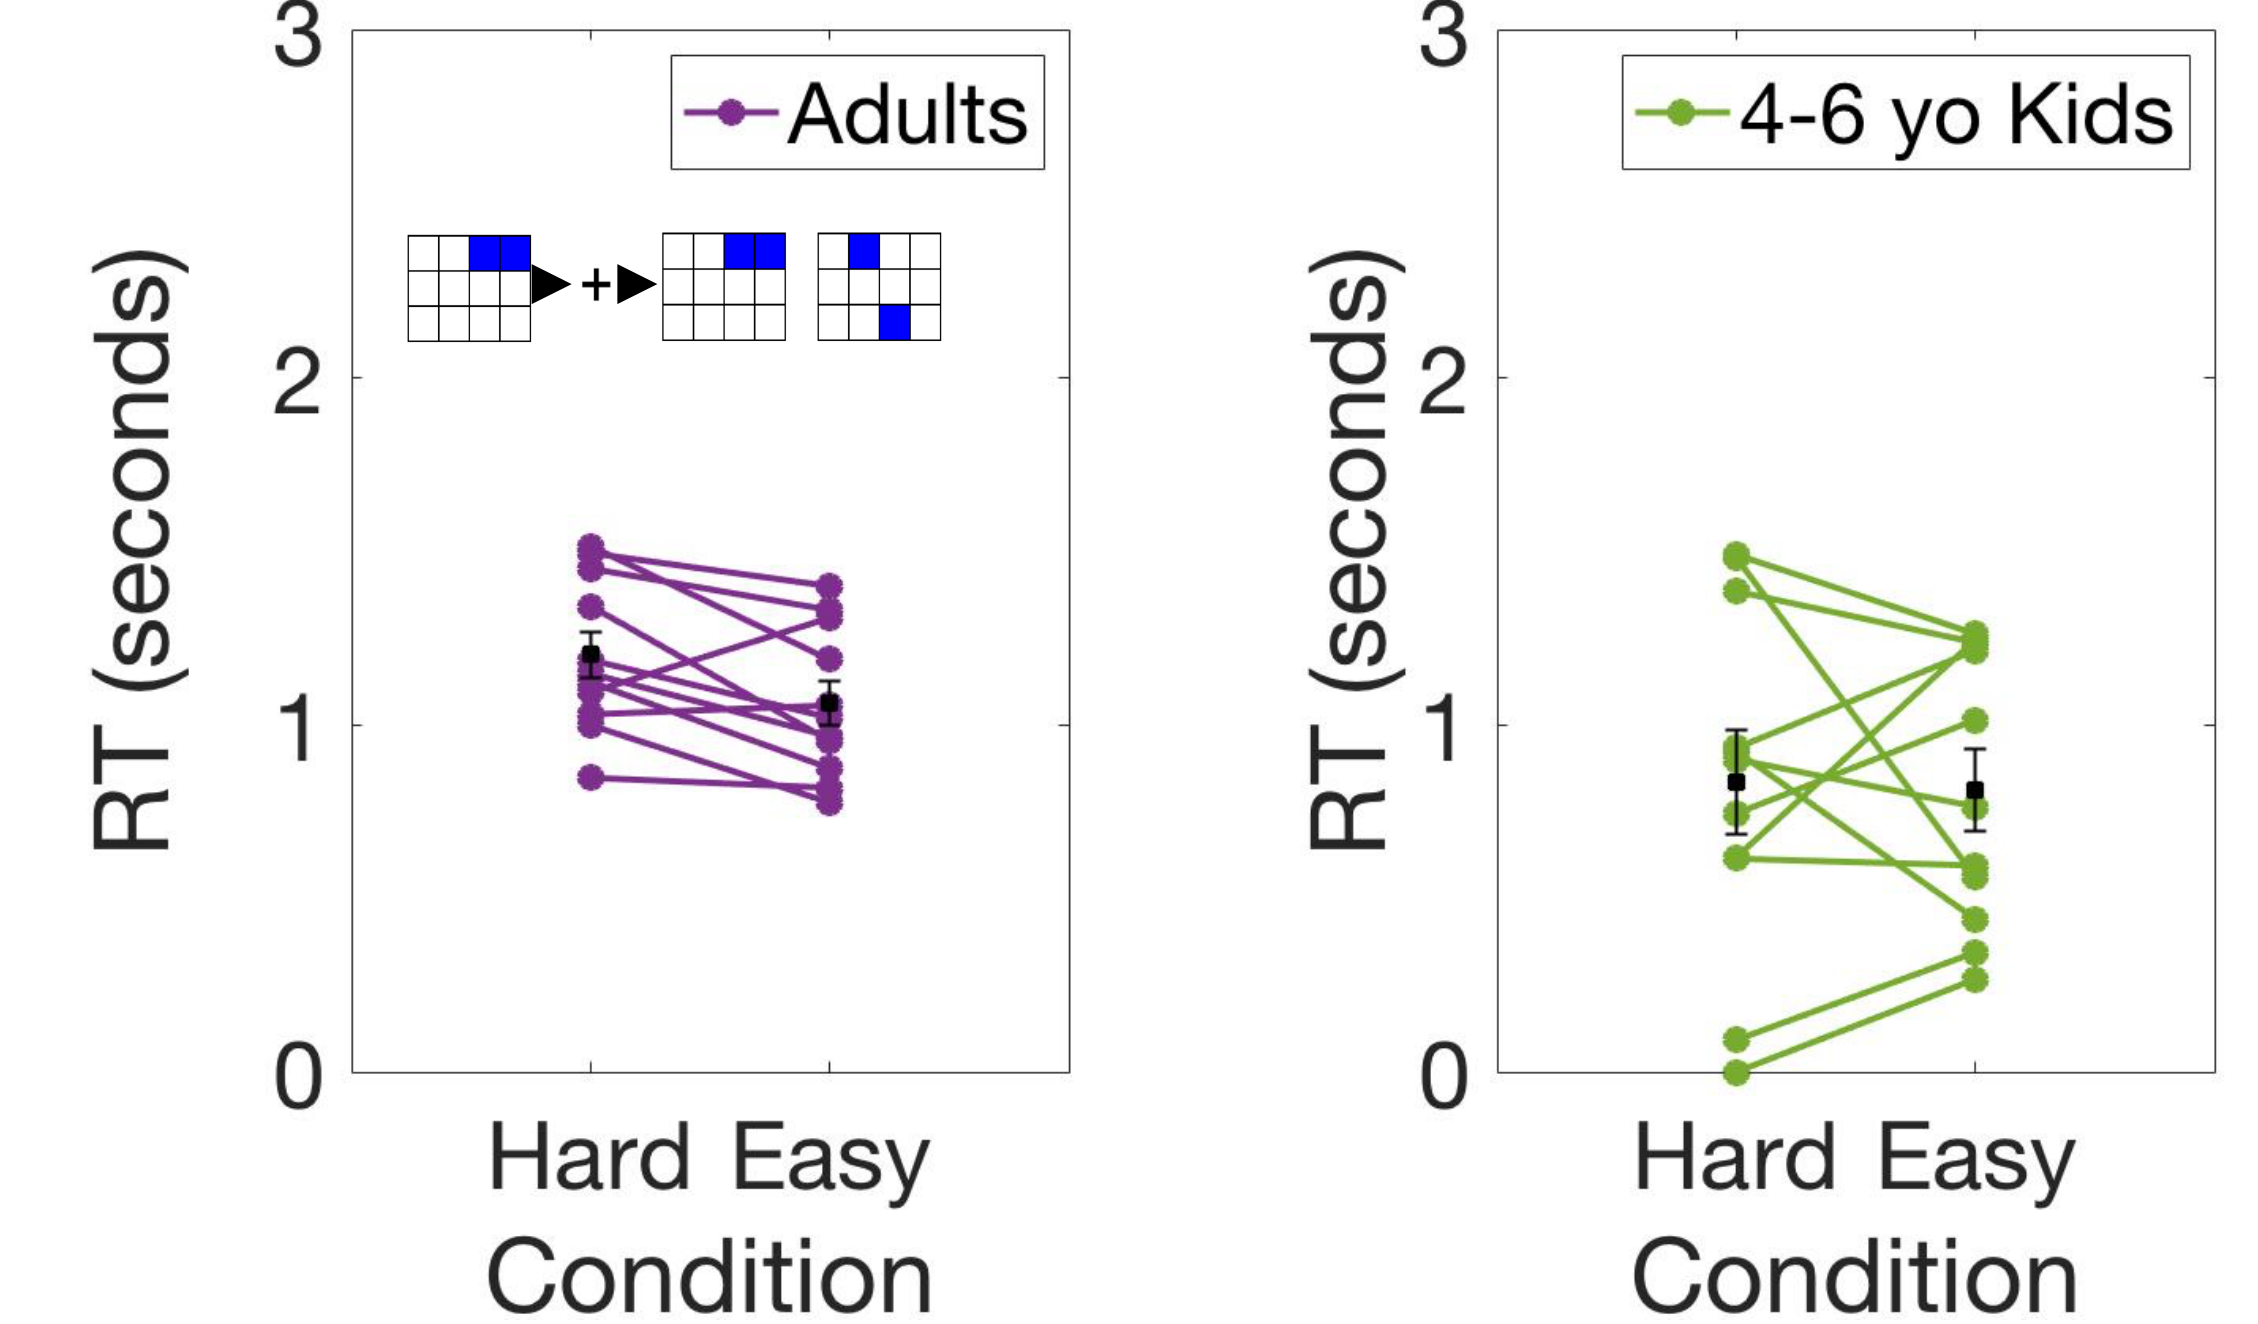 RT (seconds)
3
2
1
0
Adults
+
Hard Easy
Condition
RT (seconds)
3
2
1
0
4-6 yo Kids
Hard Easy
Condition